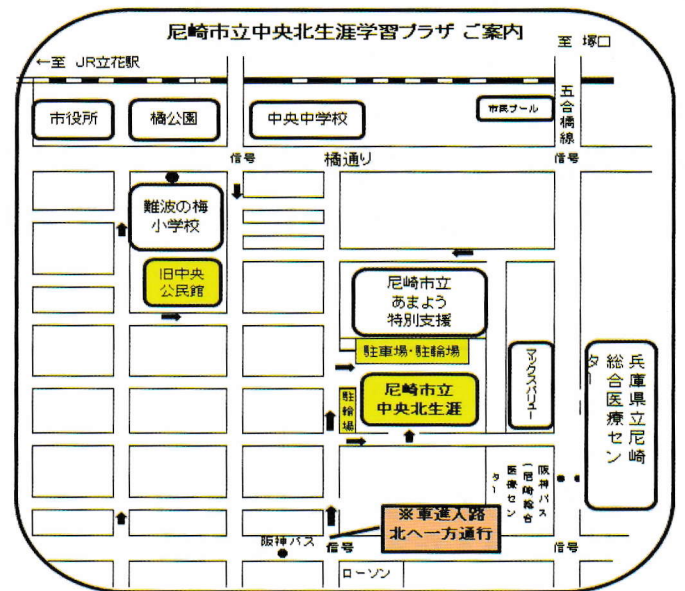 尼崎市立中央北生涯学習プラザ ご案内
至 塚口
←至 JR立花駅
市役所
橘公園
中央中学校
市民プール
五合橋線
信号
橘通り
信号
難波の梅
小学校
旧中央
公民館
尼崎市立
あまよう
特別支援
駐車場・駐輪場
マックスバリュー
兵庫県立尼崎
総合医療セン
ター
駐輪場
尼崎市立
中央北生涯
阪神バス
(尼崎総合
医療セン
ター
※車進入路
北へ一方通行
阪神バス
信号
信号
ローソン